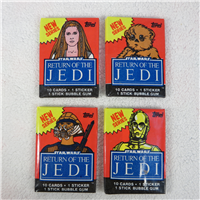 NEW SERIES!
Topps
STAR WARS
RETURN OF THE
JEDI
10 CARDS • 1 STICKER
1 STICK BUBBLE GUM
NEW SERIES!
Topps
STAR WARS
RETURN OF THE
JEDI
10 CARDS • 1 STICKER
1 STICK BUBBLE GUM
NEW SERIES!
Topps
STAR WARS
RETURN OF THE
JEDI
10 CARDS • 1 STICKER
1 STICK BUBBLE GUM
NEW SERIES!
Topps
STAR WARS
RETURN OF THE
JEDI
10 CARDS • 1 STICKER
1 STICK BUBBLE GUM